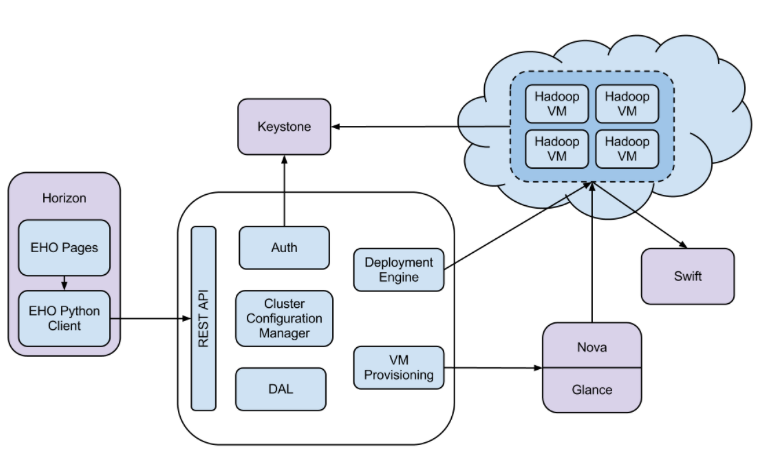 Hadoop
VM
Hadoop
VM
Hadoop
VM
Hadoop
VM
Keystone
Horizon
EHO Pages
EHO Python
Client
REST API
Auth
Cluster
Configuration
Manager
DAL
Deployment
Engine
VM
Provisioning
Swift
Nova
Glance